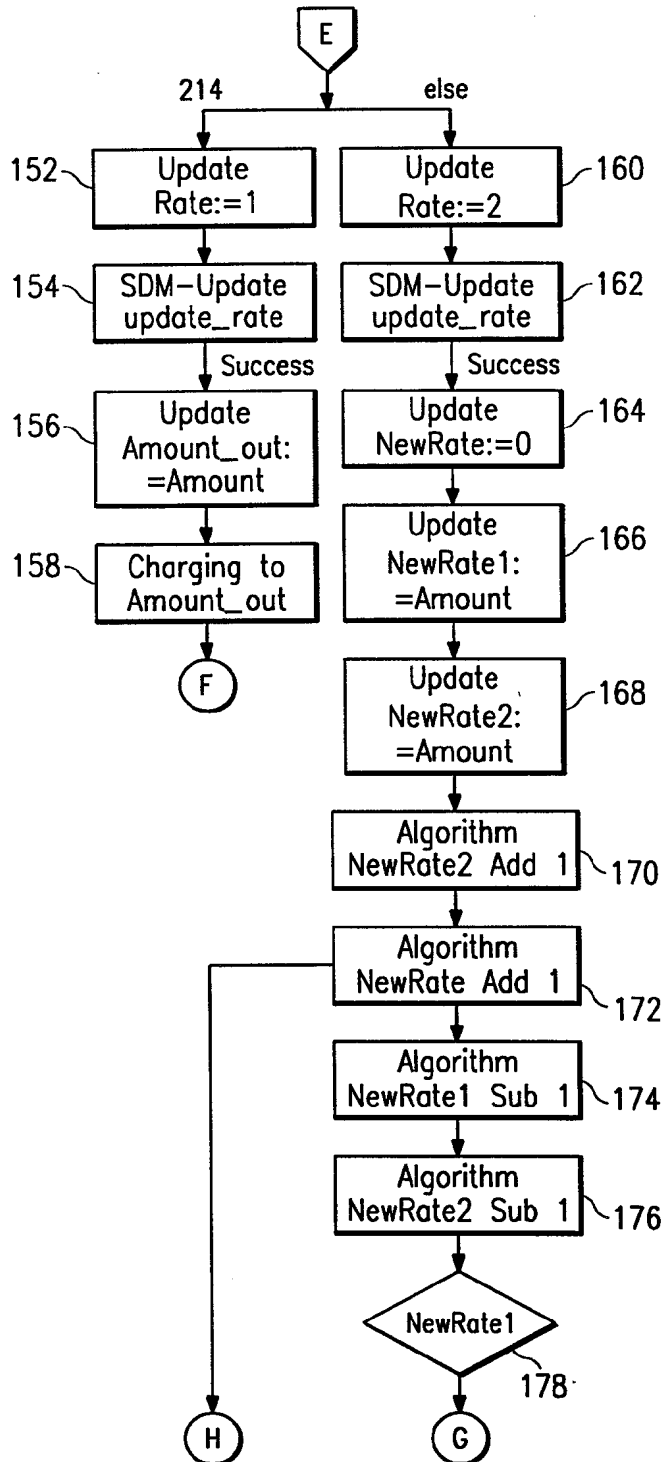 E
214
else
152
Update
Rate:=1
Update
Rate:=2
160
154
SDM-Update
update_rate
SDM-Update
update_rate
162
Success
Success
156
Update
Amount_out:
=Amount
Update
NewRate:=0
164
158
Charging to
Amount_out
F
Update
NewRate1:
=Amount
166
Update
NewRate2:
=Amount
168
Algorithm
NewRate2 Add 1
170
Algorithm
NewRate Add 1
172
Algorithm
NewRate1 Sub 1
174
Algorithm
NewRate2 Sub 1
176
NewRate1
178
H
G